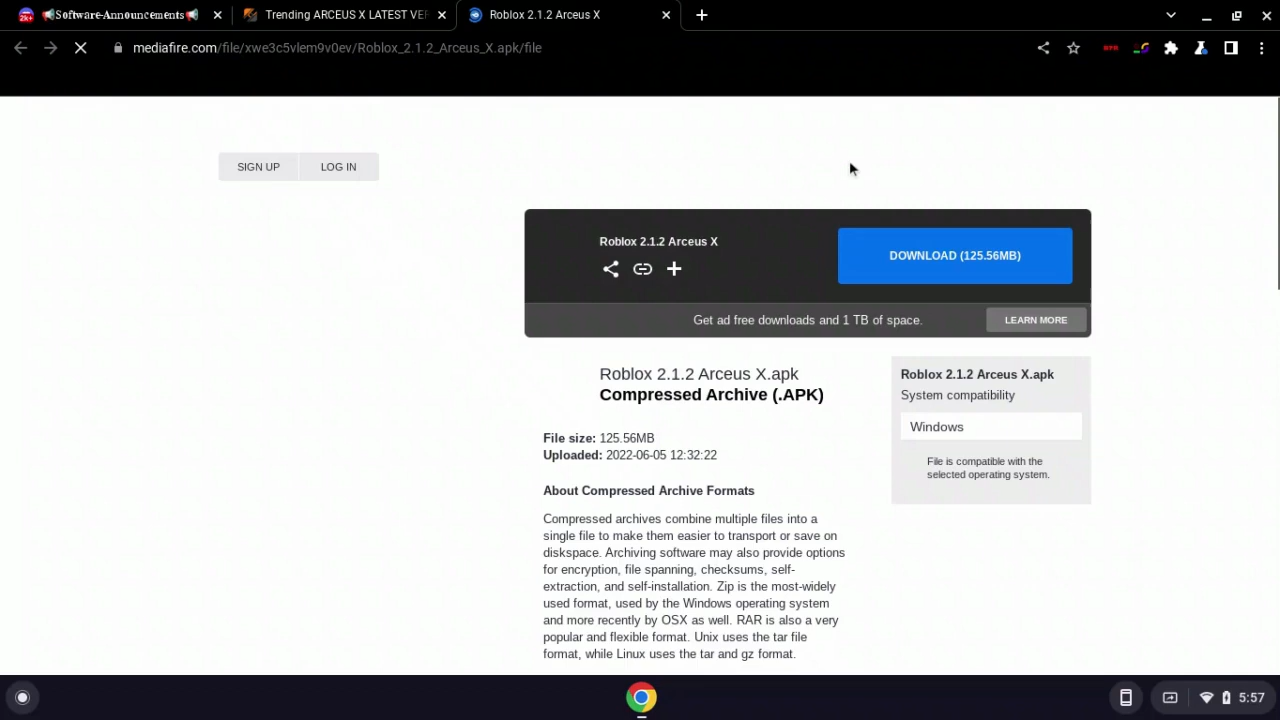 2k+
📢𝐒𝐨𝐟𝐭𝐰𝐚𝐫𝐞-𝐀𝐧𝐧𝐨𝐮𝐧𝐜𝐞𝐦𝐞𝐧𝐭𝐬📢
Trending ARCEUS X LATEST VER
Roblox 2.1.2 Arceus X
mediafire.com/file/xwe3c5vlem9v0ev/Roblox_2.1.2_Arceus_X.apk/file
SIGN UP
LOG IN
Roblox 2.1.2 Arceus X
DOWNLOAD (125.56MB)
Get ad free downloads and 1 TB of space.
LEARN MORE
Roblox 2.1.2 Arceus X.apk
Compressed Archive (.APK)
File size: 125.56MB
Uploaded: 2022-06-05 12:32:22
About Compressed Archive Formats
Compressed archives combine multiple files into a
single file to make them easier to transport or save on
diskspace. Archiving software may also provide options
for encryption, file spanning, checksums, self-
extraction, and self-installation. Zip is the most-widely
used format, used by the Windows operating system
and more recently by OSX as well. RAR is also a very
popular and flexible format. Unix uses the tar file
format, while Linux uses the tar and gz format.
Roblox 2.1.2 Arceus X.apk
System compatibility
Windows
File is compatible with the
selected operating system.
5:57